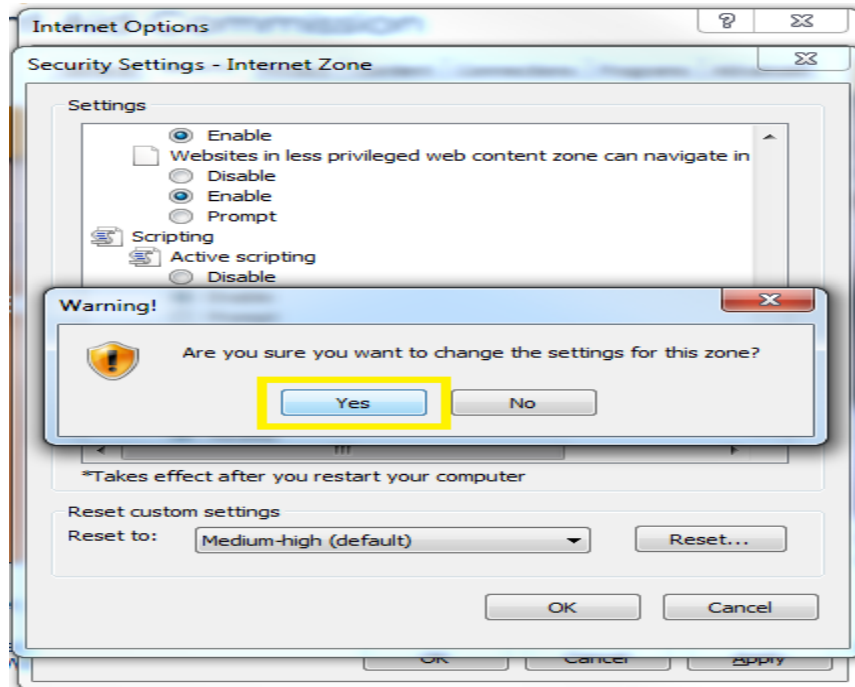 Internet Options
Security Settings - Internet Zone
Settings
Enable
Websites in less privileged web content zone can navigate in
Disable
Enable
Prompt
Scripting
Active scripting
Disable
Warning!
Are you sure you want to change the settings for this zone?
Yes No
*Takes effect after you restart your computer
Reset custom settings
Reset to: Medium-high (default) Reset...
OK Cancel
OK Cancel Apply